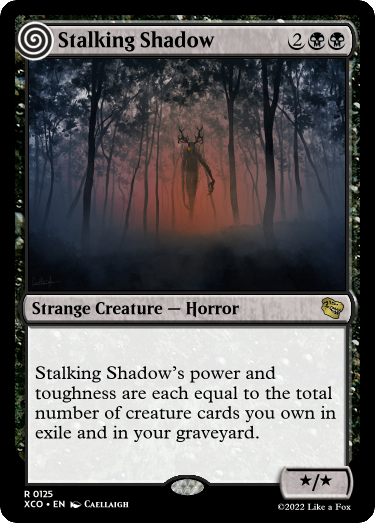 Stalking Shadow 2
Strange Creature — Horror
Stalking Shadow's power and
toughness are each equal to the total
number of creature cards you own in
exile and in your graveyard.
★/★
R 0125
XCO • EN Caellaigh
©2022 Like a Fox